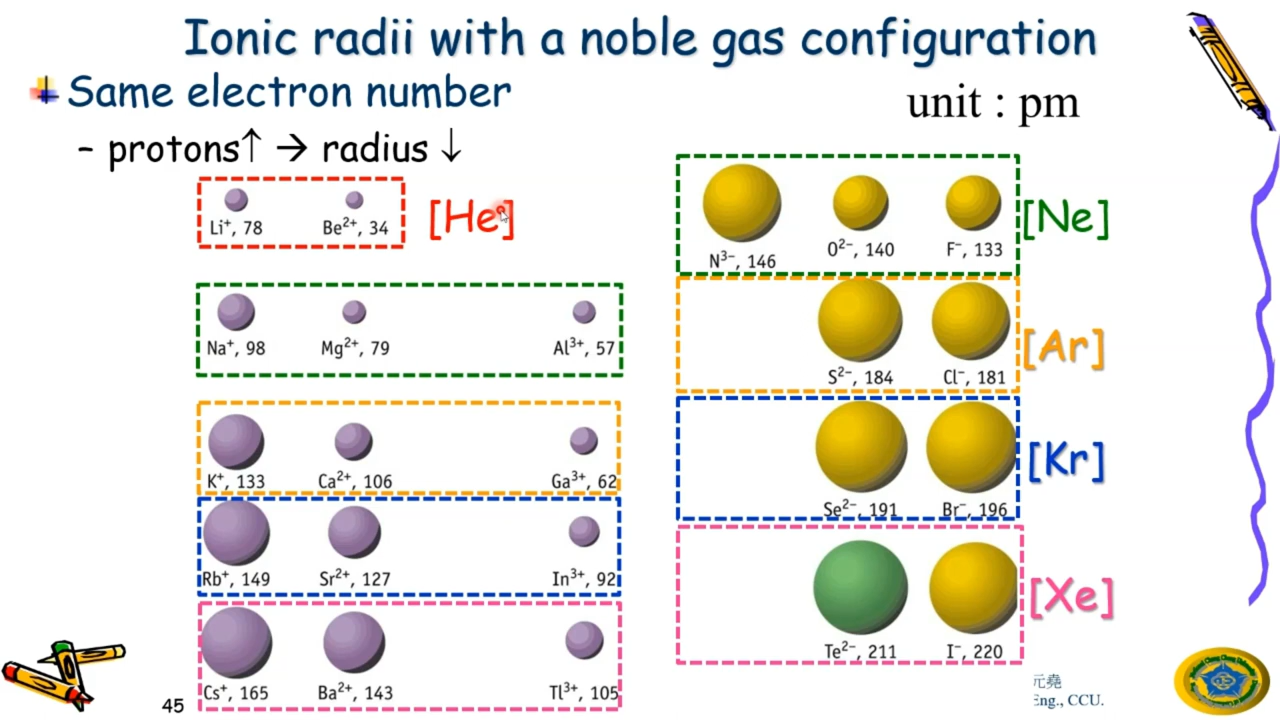 Ionic radii with a noble gas configuration
Same electron number
unit : pm
– protons↑ → radius ↓
Li⁺, 78
Be²⁺, 34
[He]
N³⁻, 146
O²⁻, 140
F⁻, 133
[Ne]
Na⁺, 98
Mg²⁺, 79
Al³⁺, 57
S²⁻, 184
Cl⁻, 181
[Ar]
K⁺, 133
Ca²⁺, 106
Ga³⁺, 62
Se²⁻, 191
Br⁻, 196
[Kr]
Rb⁺, 149
Sr²⁺, 127
In³⁺, 92
Te²⁻, 211
I⁻, 220
[Xe]
Cs⁺, 165
Ba²⁺, 143
Tl³⁺, 105
45
元堯
Eng., CCU.